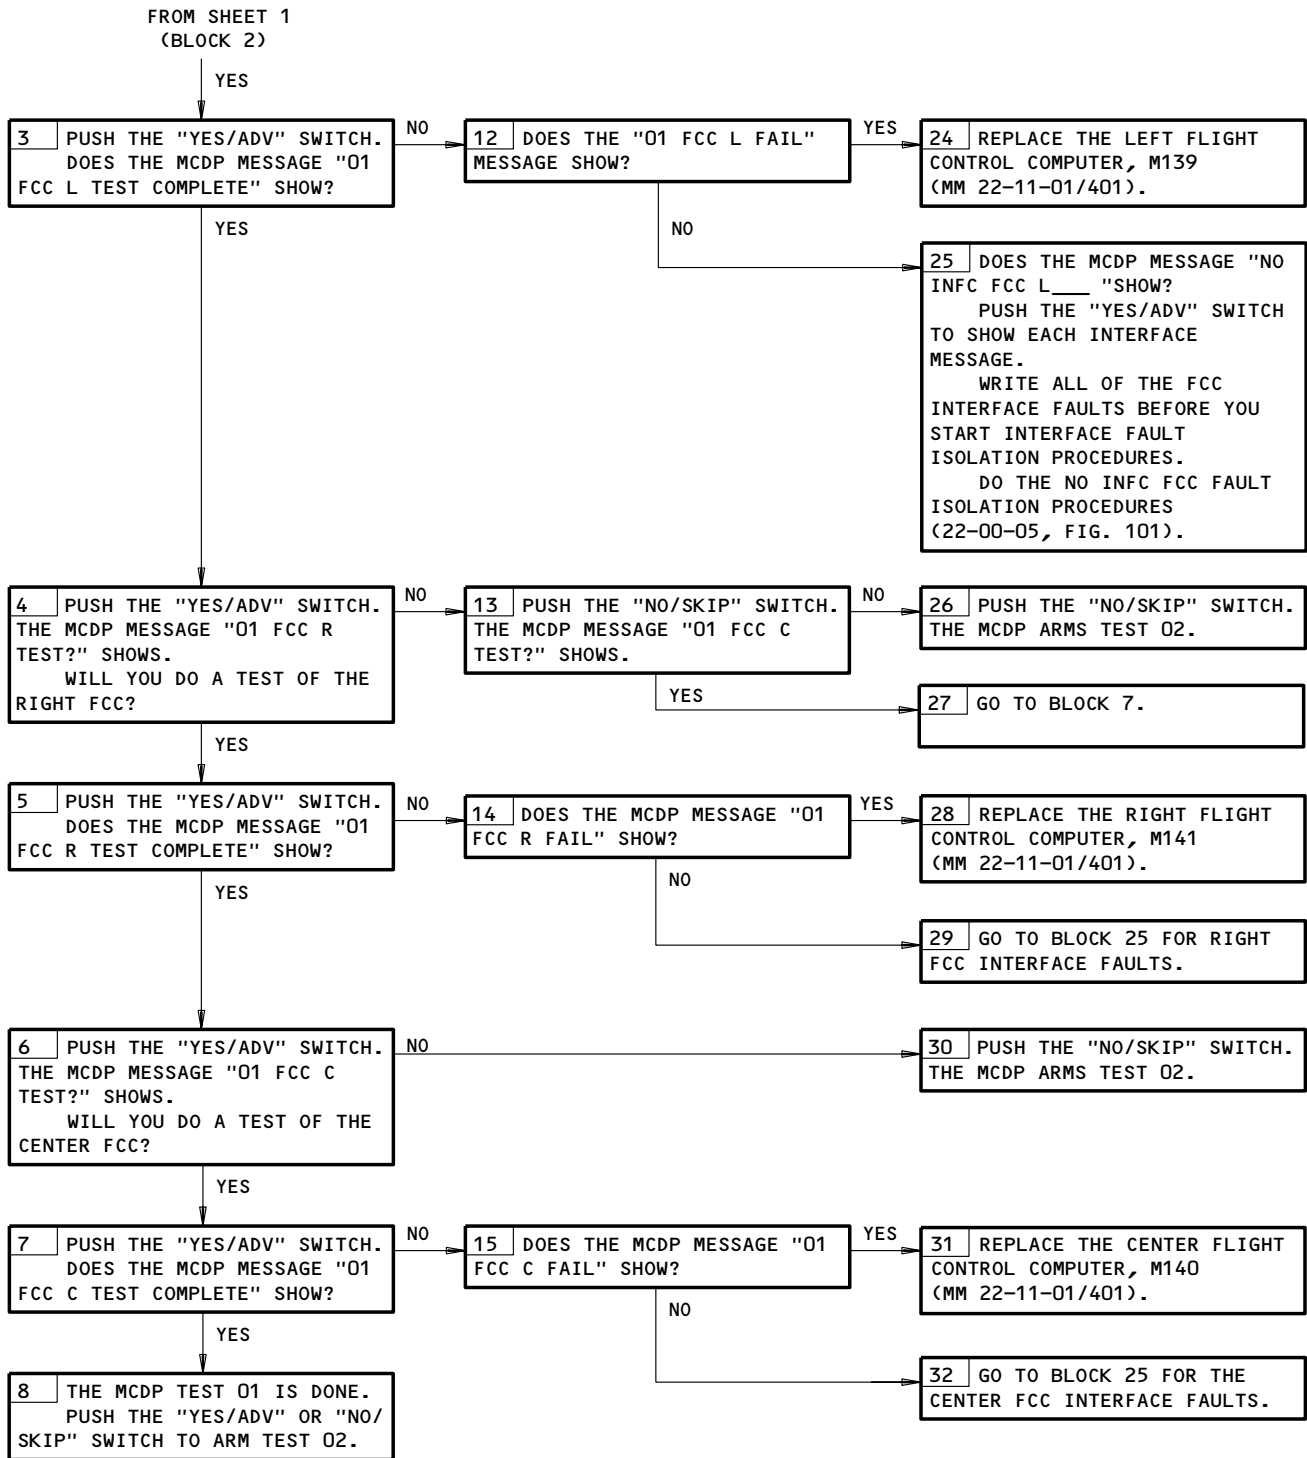 FROM SHEET 1
(BLOCK 2)
YES
3 PUSH THE "YES/ADV" SWITCH.
DOES THE MCDP MESSAGE "01
FCC L TEST COMPLETE" SHOW?
NO
12 DOES THE "01 FCC L FAIL"
MESSAGE SHOW?
YES
24 REPLACE THE LEFT FLIGHT
CONTROL COMPUTER, M139
(MM 22-11-01/401).
YES
NO
25 DOES THE MCDP MESSAGE "NO
INFC FCC L___ "SHOW?
PUSH THE "YES/ADV" SWITCH
TO SHOW EACH INTERFACE
MESSAGE.
WRITE ALL OF THE FCC
INTERFACE FAULTS BEFORE YOU
START INTERFACE FAULT
ISOLATION PROCEDURES.
DO THE NO INFC FCC FAULT
ISOLATION PROCEDURES
(22-00-05, FIG. 101).
4 PUSH THE "YES/ADV" SWITCH.
THE MCDP MESSAGE "01 FCC R
TEST?" SHOWS.
WILL YOU DO A TEST OF THE
RIGHT FCC?
NO
13 PUSH THE "NO/SKIP" SWITCH.
THE MCDP MESSAGE "01 FCC C
TEST?" SHOWS.
NO
26 PUSH THE "NO/SKIP" SWITCH.
THE MCDP ARMS TEST 02.
YES
27 GO TO BLOCK 7.
YES
5 PUSH THE "YES/ADV" SWITCH.
DOES THE MCDP MESSAGE "01
FCC R TEST COMPLETE" SHOW?
NO
14 DOES THE MCDP MESSAGE "01
FCC R FAIL" SHOW?
YES
28 REPLACE THE RIGHT FLIGHT
CONTROL COMPUTER, M141
(MM 22-11-01/401).
YES
NO
29 GO TO BLOCK 25 FOR RIGHT
FCC INTERFACE FAULTS.
6 PUSH THE "YES/ADV" SWITCH.
THE MCDP MESSAGE "01 FCC C
TEST?" SHOWS.
WILL YOU DO A TEST OF THE
CENTER FCC?
NO
30 PUSH THE "NO/SKIP" SWITCH.
THE MCDP ARMS TEST 02.
YES
7 PUSH THE "YES/ADV" SWITCH.
DOES THE MCDP MESSAGE "01
FCC C TEST COMPLETE" SHOW?
NO
15 DOES THE MCDP MESSAGE "01
FCC C FAIL" SHOW?
YES
31 REPLACE THE CENTER FLIGHT
CONTROL COMPUTER, M140
(MM 22-11-01/401).
YES
NO
8 THE MCDP TEST 01 IS DONE.
PUSH THE "YES/ADV" OR "NO/
SKIP" SWITCH TO ARM TEST 02.
32 GO TO BLOCK 25 FOR THE
CENTER FCC INTERFACE FAULTS.